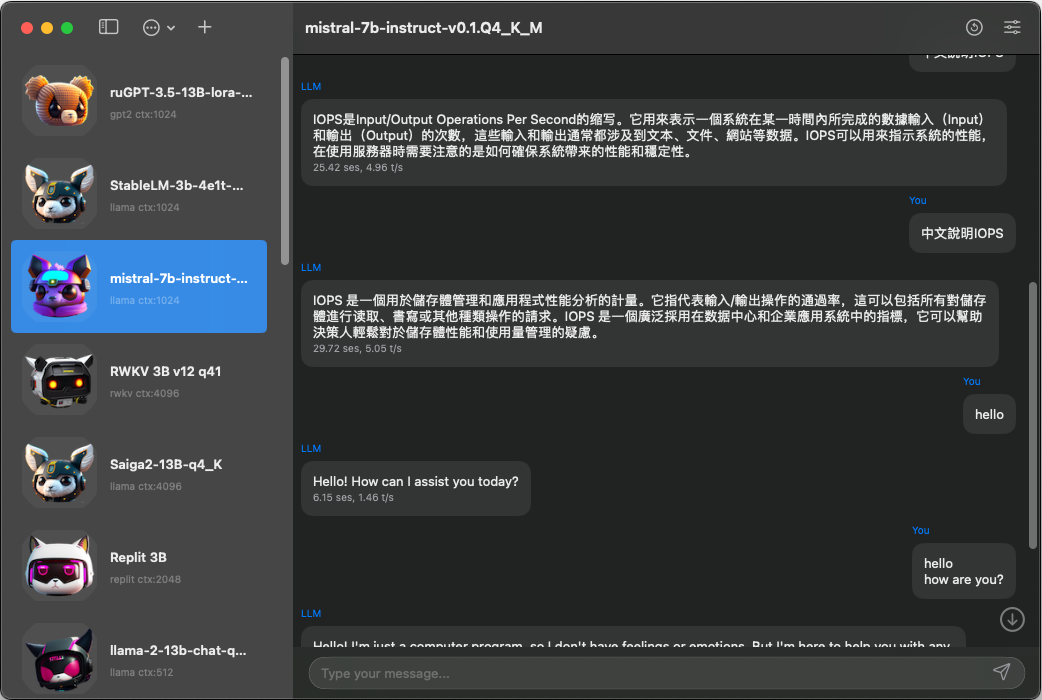 mistral-7b-instruct-v0.1.Q4_K_M
ruGPT-3.5-13B-lora-...
gpt2 ctx:1024
StableLM-3b-4e1t-...
llama ctx:1024
mistral-7b-instruct-...
llama ctx:1024
RWKV 3B v12 q41
rwkv ctx:4096
Saiga2-13B-q4_K
llama ctx:4096
Replit 3B
replit ctx:2048
llama-2-13b-chat-q...
llama ctx:512
中文說明IOPS
LLM
IOPS是Input/Output Operations Per Second的缩写。它用來表示一個系統在某一時間內所完成的數據輸入（Input）
和輸出（Output）的次數，這些輸入和輸出通常都涉及到文本、文件、網站等数据。IOPS可以用來指示系統的性能，
在使用服務器時需要注意的是如何確保系統帶来的性能和穩定性。
25.42 ses, 4.96 t/s
You
中文說明IOPS
LLM
IOPS 是一個用於儲存體管理和應用程式性能分析的計量。它指代表輸入/輸出操作的通過率，這可以包括所有對儲存
體進行读取、書寫或其他種類操作的請求。IOPS 是一個廣泛採用在数据中心和企業應用系統中的指標，它可以幫助
決策人輕鬆對於儲存體性能和使用量管理的疑慮。
29.72 ses, 5.05 t/s
You
hello
LLM
Hello! How can I assist you today?
6.15 ses, 1.46 t/s
You
hello
how are you?
LLM
Hello! I'm just a computer program, so I don't have feelings or emotions. But I'm here to help you with any
Type your message...